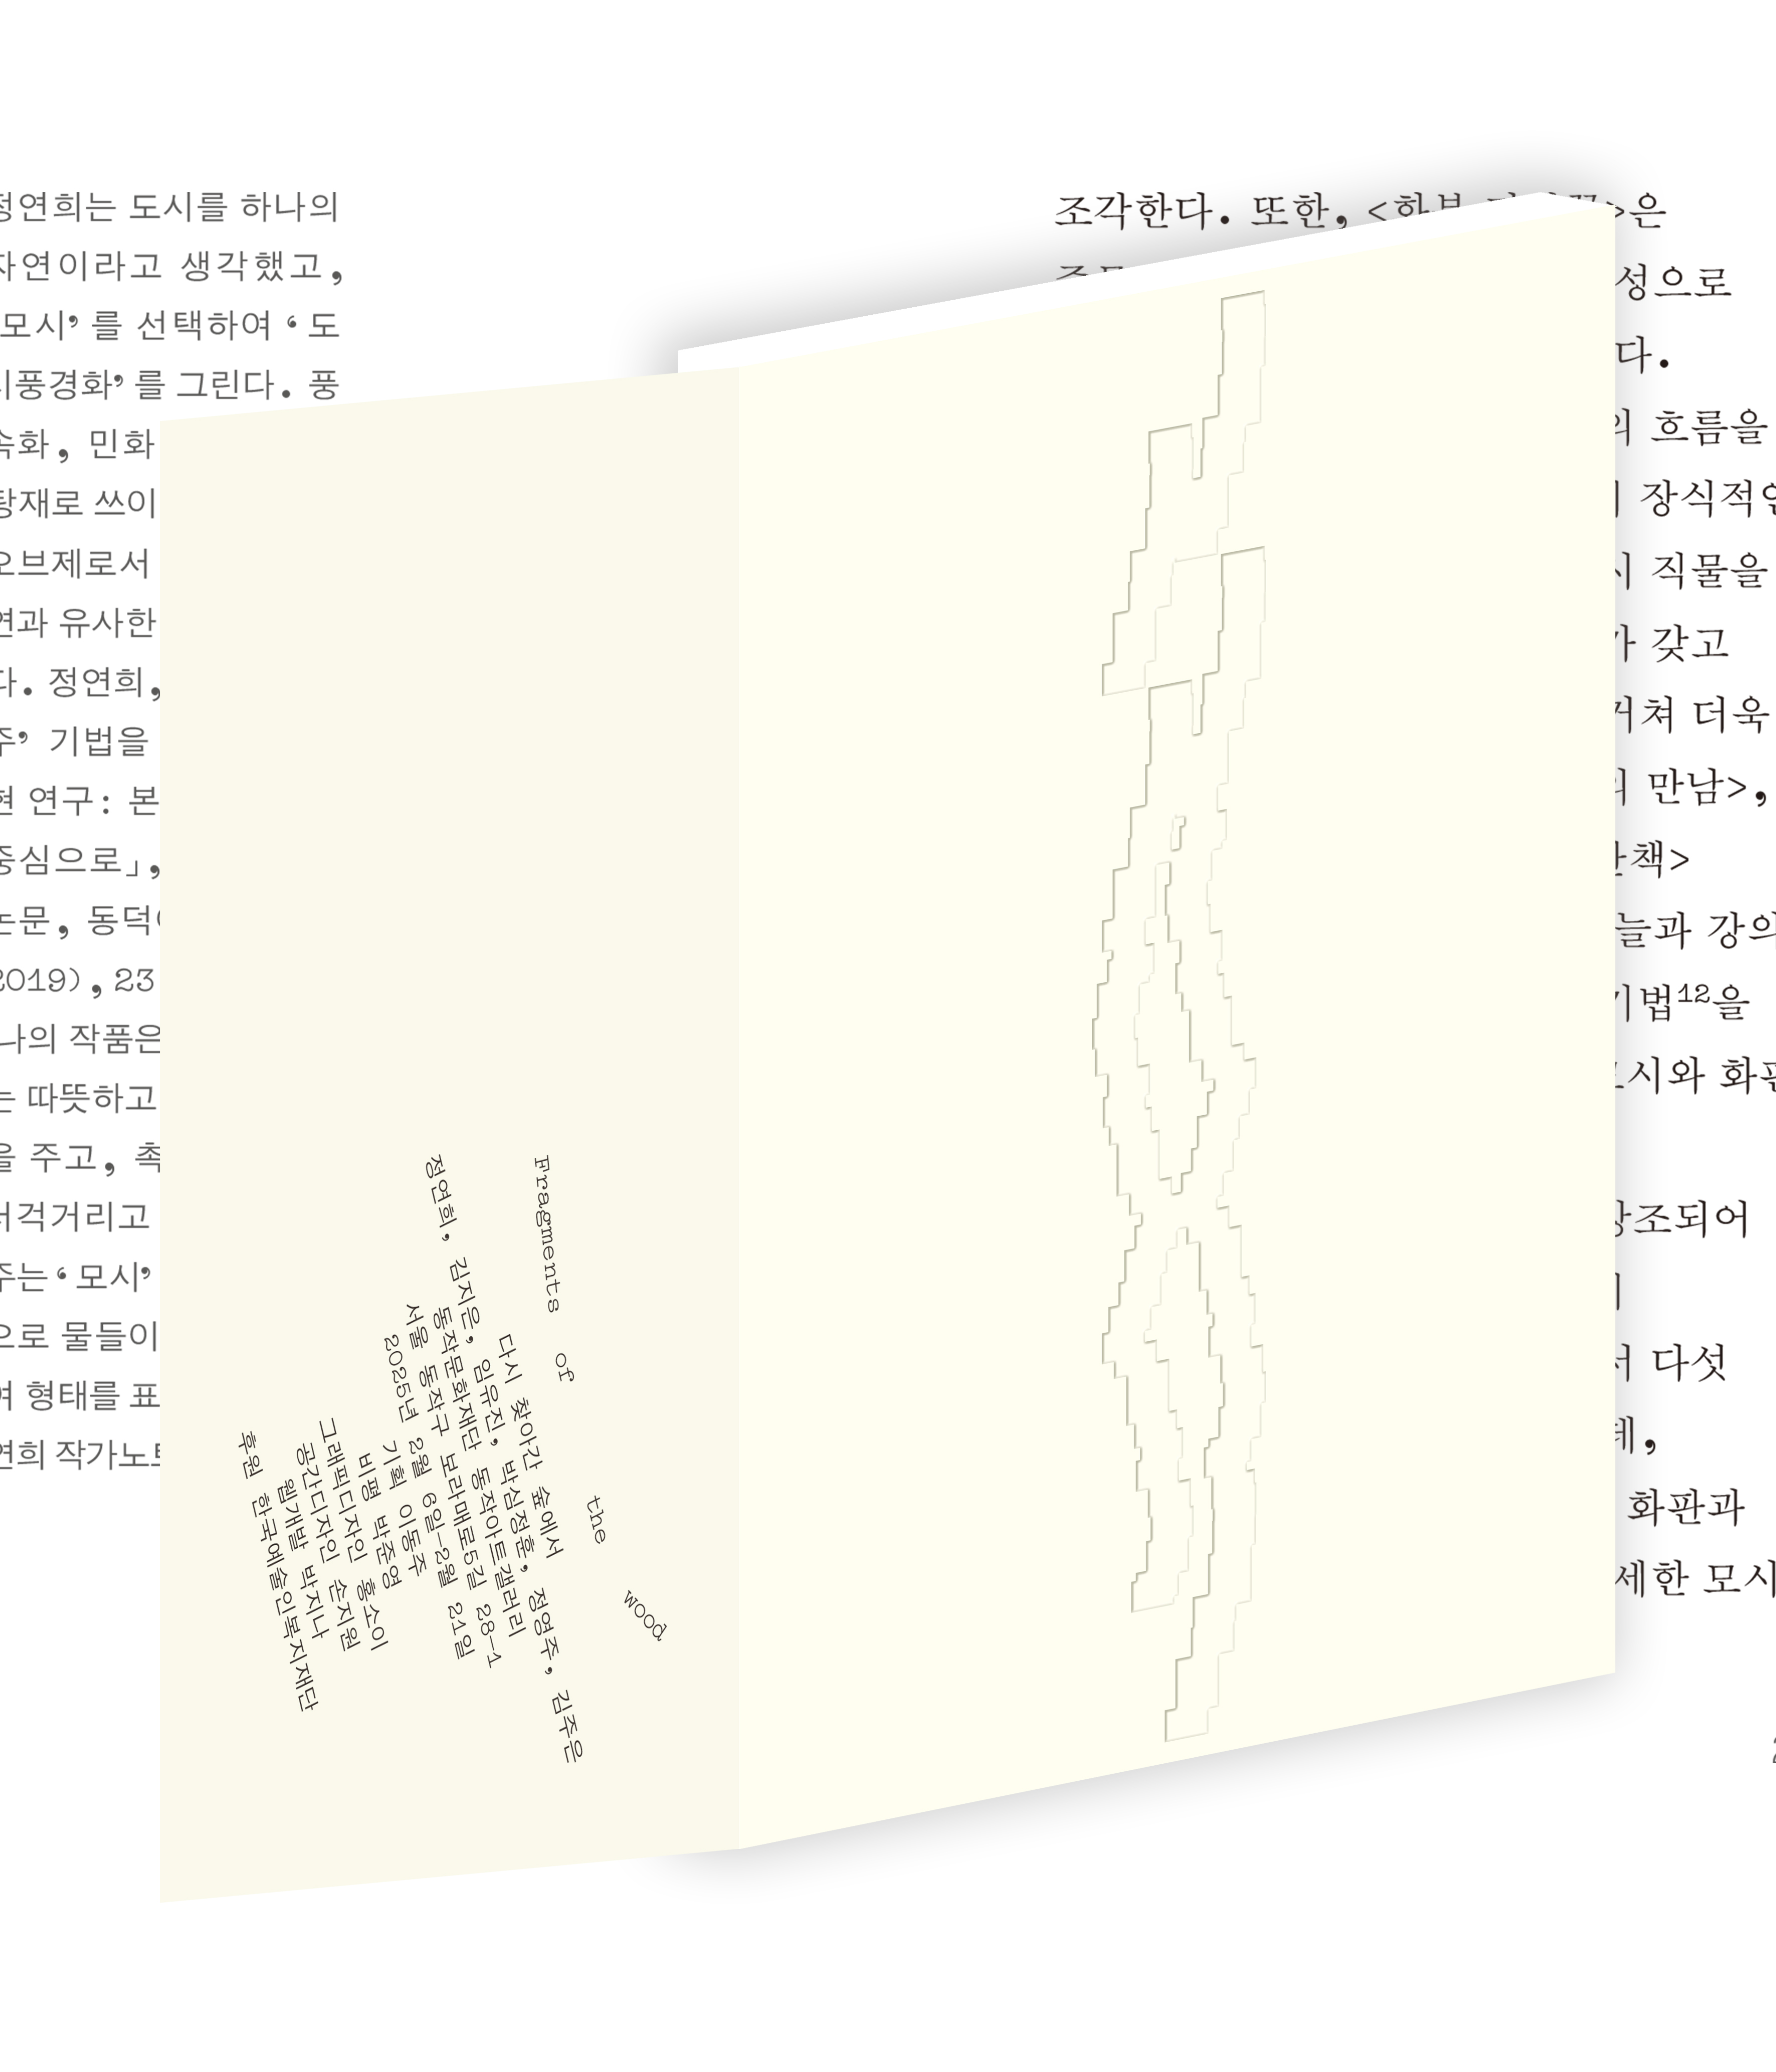 정연희는 도시를 하나의
자연이라고 생각했고,
모시’를 선택하여 ‘도
시풍경화’를 그린다. 풍
속화, 민화
탕재로 쓰이
오브제로서
연과 유사한
다. 정연희,
주’ 기법을
현 연구: 본
중심으로」,
논문, 동덕
2019), 23
나의 작품은
는 따뜻하고
을 주고, 촉
서걱거리고
주는 ‘모시’
으로 물들이
여 형태를 표
연희 작가노트
조각한다. 또한, <화분
은
성으로
다.
의 흐름을
장식적인
시 직물을
가 갖고
거쳐 더욱
의 만남>,
산책>
늘과 강의
기법12을
모시와 화판
창조되어
서 다섯
데,
화판과
세한 모시
Fragments of the wood
다시 찾아간 숲에서
정연희, 김지은, 임유진, 박심정훈, 정영주, 김주은
동작문화재단 동작아트갤러리
서울 동작구 보라매로5길 28-1
2025년 2월 6일-2월 21일
기획 이동주
비평 박준영
그래픽디자인 홍소이
공간디자인 손지원
웹개발 박지나
후원 한국예술인복지재단